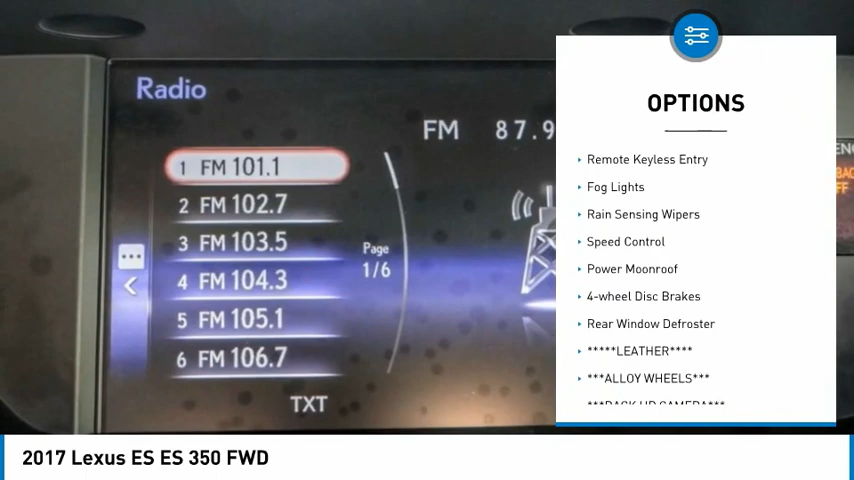 Radio
FM 87.9
1 FM 101.1
2 FM 102.7
3 FM 103.5
4 FM 104.3
5 FM 105.1
6 FM 106.7
Page
1/6
TXT
OPTIONS
Remote Keyless Entry
Fog Lights
Rain Sensing Wipers
Speed Control
Power Moonroof
4-wheel Disc Brakes
Rear Window Defroster
*****LEATHER****
***ALLOY WHEELS***
***BACK UP CAMERA***
2017 Lexus ES ES 350 FWD